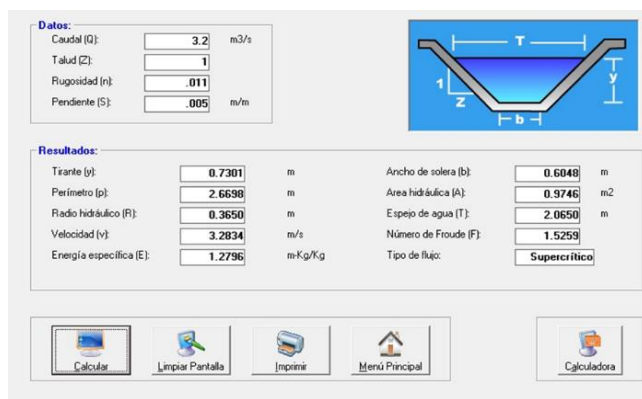 Datos:
Caudal (Q): 3.2 m3/s
Talud (Z): 1
Rugosidad (n): .011
Pendiente (S): .005 m/m
T
1
Z
y
b
Resultados:
Tirante (y): 0.7301 m Ancho de solera (b): 0.6048 m
Perímetro (p): 2.6698 m Area hidráulica (A): 0.9746 m2
Radio hidráulico (R): 0.3650 m Espejo de agua (T): 2.0650 m
Velocidad (v): 3.2834 m/s Número de Froude (F): 1.5259
Energía específica (E): 1.2796 m-Kg/Kg Tipo de flujo: Supercrítico
Calcular Limpiar Pantalla Imprimir Menú Principal Calculadora